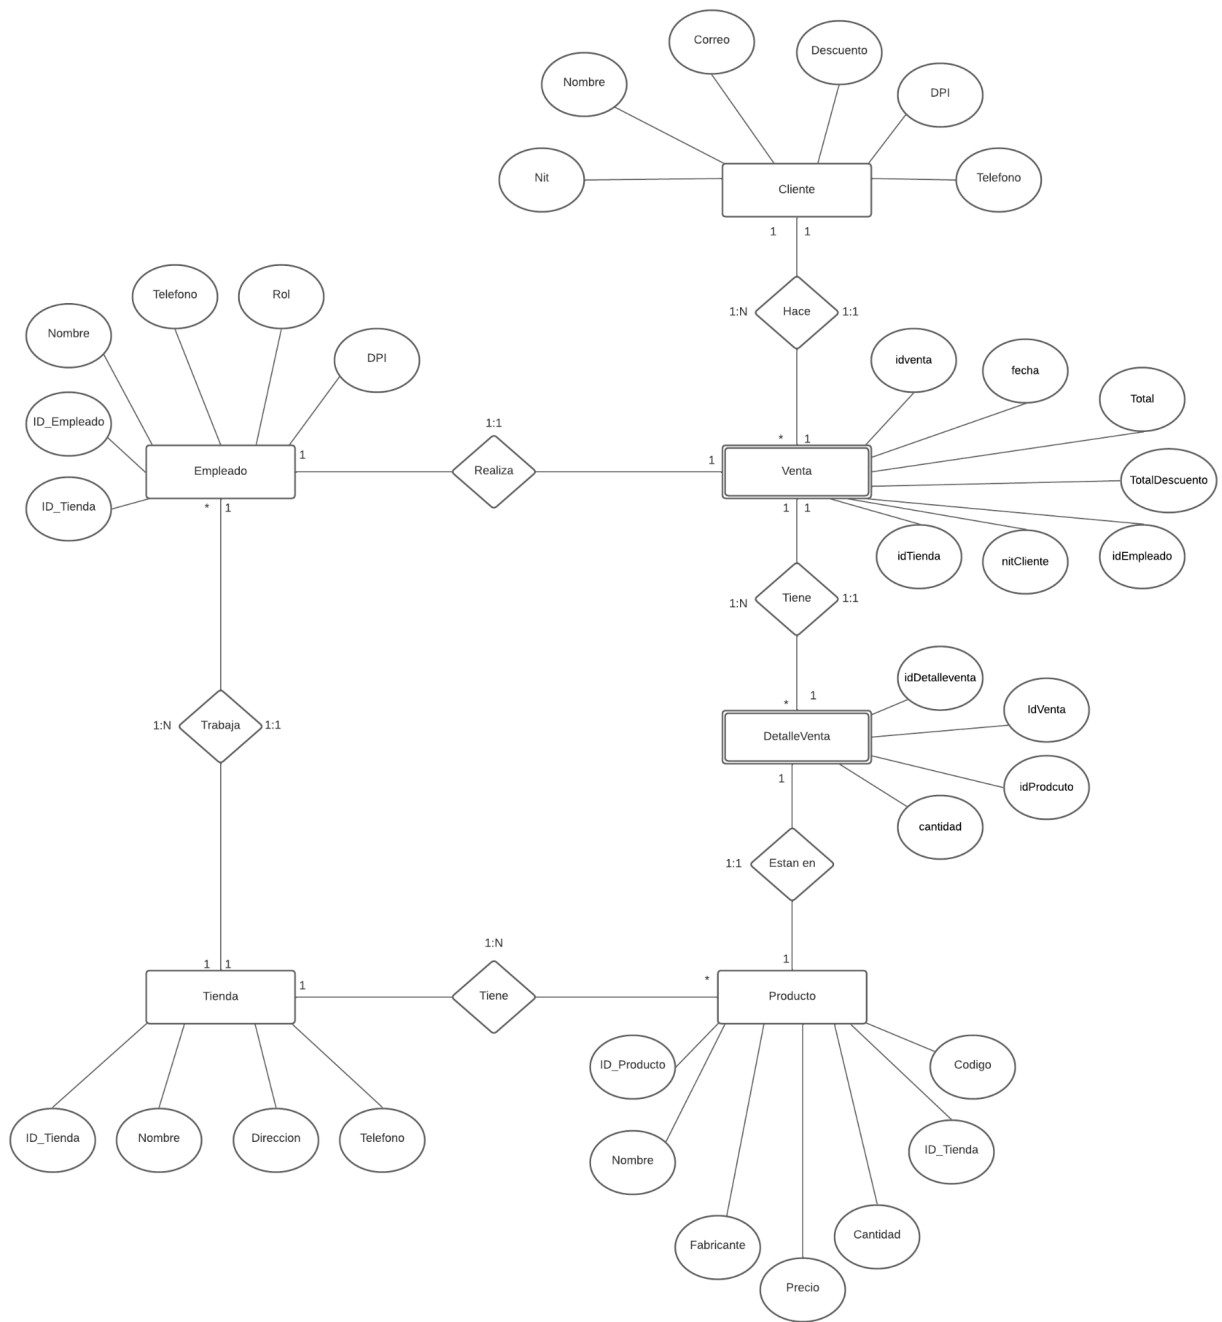 Correo
Descuento
Nombre
DPI
Nit
Cliente
Telefono
1 1
1:N Hace 1:1
Telefono
Rol
Nombre
DPI
idventa
fecha
Total
ID_Empleado
1:1
* 1
Empleado
1
Realiza
1
Venta
TotalDescuento
ID_Tienda
* 1
1 1
idTienda
nitCliente
idEmpleado
1:N Tiene 1:1
idDetalleventa
1
*
IdVenta
1:N Trabaja 1:1
DetalleVenta
1
idProdcuto
cantidad
1:1 Estan en
1:N
1 1
1
1
*
Tienda
Tiene
Producto
ID_Producto
Codigo
ID_Tienda
Nombre
Direccion
Telefono
Nombre
ID_Tienda
Fabricante
Cantidad
Precio